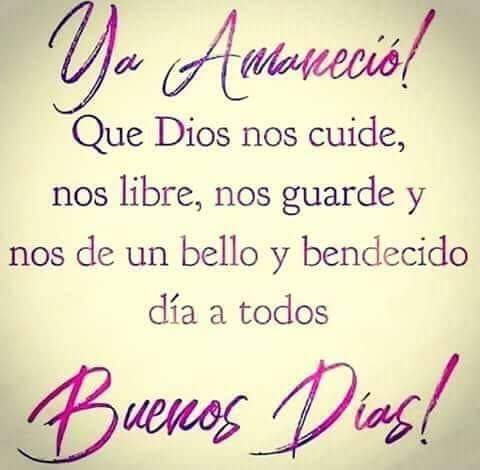 Ya Amaneció!
Que Dios nos cuide,
nos libre, nos guarde y
nos de un bello y bendecido
día a todos
Buenos Días!